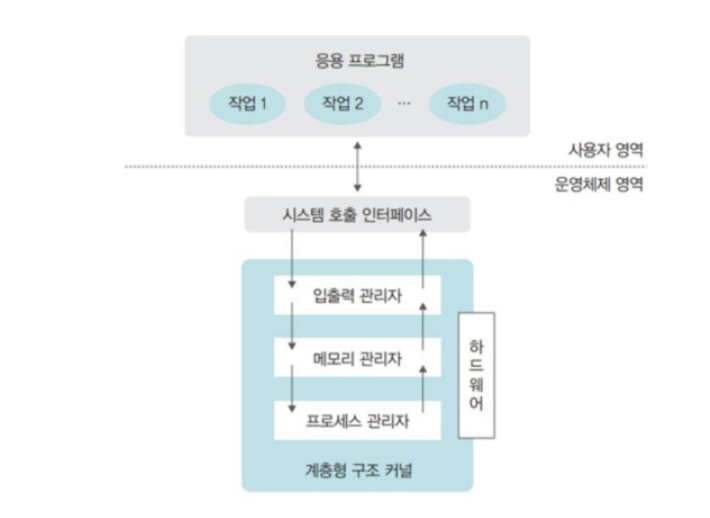 응용 프로그램
작업 1
작업 2
...
작업 n
사용자 영역
운영체제 영역
시스템 호출 인터페이스
입출력 관리자
메모리 관리자
프로세스 관리자
하드웨어
계층형 구조 커널